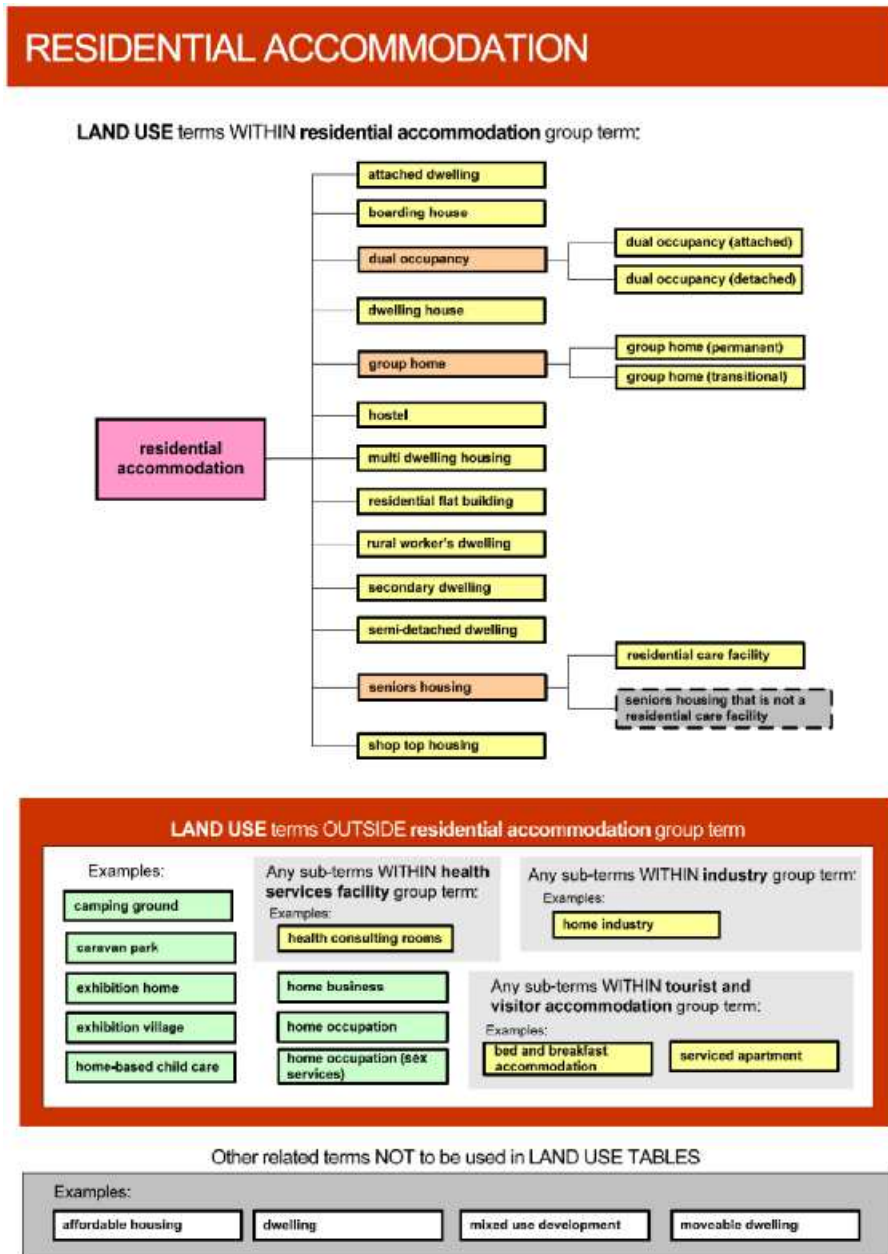 RESIDENTIAL ACCOMMODATION
LAND USE terms WITHIN residential accommodation group term:
attached dwelling
boarding house
dual occupancy
dual occupancy (attached)
dual occupancy (detached)
dwelling house
group home
group home (permanent)
group home (transitional)
hostel
residential
accommodation
multi dwelling housing
residential flat building
rural worker's dwelling
secondary dwelling
semi-detached dwelling
seniors housing
residential care facility
seniors housing that is not a
residential care facility
shop top housing
LAND USE terms OUTSIDE residential accommodation group term
Examples:
camping ground
caravan park
exhibition home
exhibition village
home-based child care
Any sub-terms WITHIN health
services facility group term:
Examples:
health consulting rooms
home business
home occupation
home occupation (sex
services)
Any sub-terms WITHIN industry group term:
Examples:
home industry
Any sub-terms WITHIN tourist and
visitor accommodation group term:
Examples:
bed and breakfast
accommodation
serviced apartment
Other related terms NOT to be used in LAND USE TABLES
Examples:
affordable housing
dwelling
mixed use development
moveable dwelling